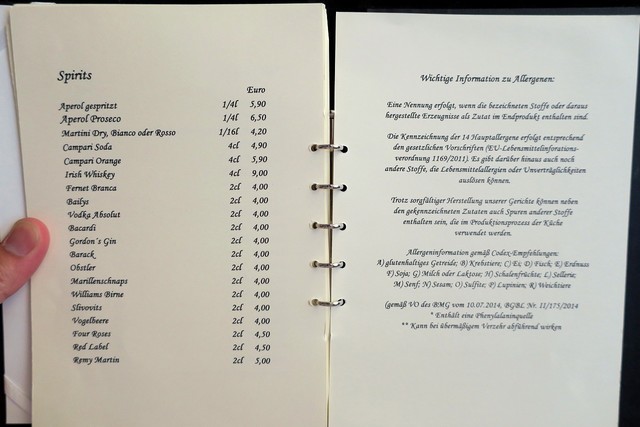 Spirits
Euro
Aperol gespritzt 1/4l 5,90
Aperol Proseco 1/4l 6,50
Martini Dry, Bianco oder Rosso 1/16l 4,20
Campari Soda 4cl 4,90
Campari Orange 4cl 5,90
Irish Whiskey 4cl 9,00
Fernet Branca 2cl 4,00
Bailys 2cl 4,00
Vodka Absolut 2cl 4,00
Bacardi 2cl 4,00
Gordon´s Gin 2cl 4,00
Barack 2cl 4,00
Obstler 2cl 4,00
Marillenschnaps 2cl 4,00
Williams Birne 2cl 4,00
Slivovits 2cl 4,00
Vogelbeere 2cl 4,00
Four Roses 2cl 4,50
Red Label 2cl 4,50
Remy Martin 2cl 5,00
Wichtige Information zu Allergenen:
Eine Nennung erfolgt, wenn die bezeichneten Stoffe oder daraus
hergestellte Erzeugnisse als Zutat im Endprodukt enthalten sind.
Die Kennzeichnung der 14 Hauptallergene erfolgt entsprechend
den gesetzlichen Vorschriften (EU-Lebensmittelinforations-
verordnung 1169/2011). Es gibt darüber hinaus auch noch
andere Stoffe, die Lebensmittelallergien oder Unverträglichkeiten
auslösen können.
Trotz sorgfältiger Herstellung unserer Gerichte können neben
den gekennzeichneten Zutaten auch Spuren anderer Stoffe
enthalten sein, die im Produktionsprozess der Küche
verwendet werden.
Allergeninformation gemäß Codex-Empfehlungen:
A) glutenhaltiges Getreide; B) Krebstiere; C) Ei; D) Fisch; E) Erdnuss
F) Soja; G) Milch oder Laktose; H) Schalenfrüchte; L) Sellerie;
M) Senf; N) Sesam; O) Sulfite; P) Lupinien; R) Weichtiere
(gemäß VO des BMG vom 10.07.2014, BGBL Nr. II/175/2014
* Enthält eine Phenylalaninquelle
** Kann bei übermäßigem Verzehr abführend wirken